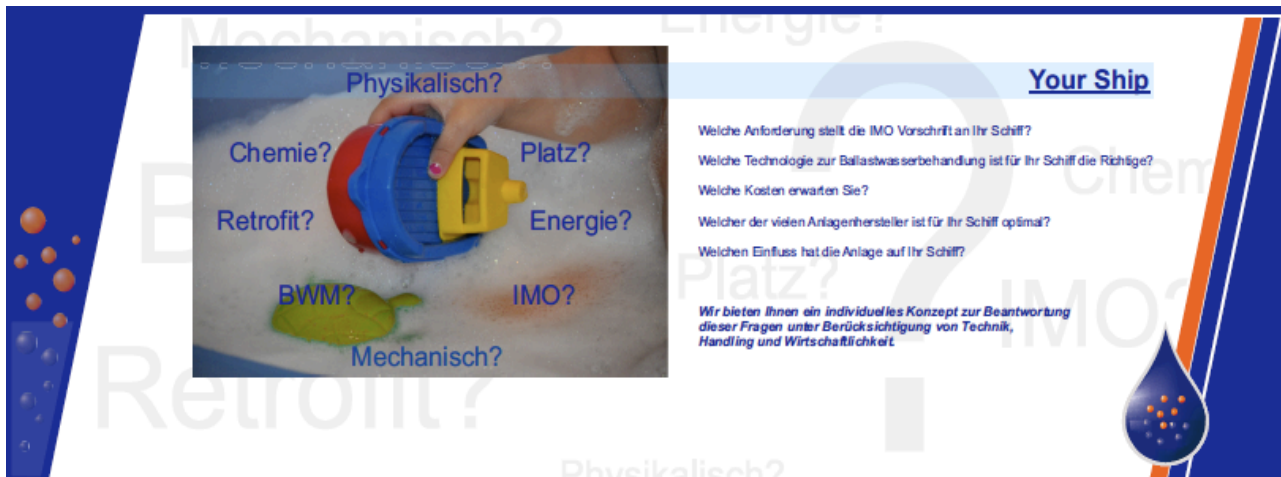 Mechanisch?
Energie?
Physikalisch?
Your Ship
Chemie?
Platz?
Retrofit?
Energie?
BWM?
IMO?
Mechanisch?
Welche Anforderung stellt die IMO Vorschrift an Ihr Schiff?
Welche Technologie zur Ballastwasserbehandlung ist für Ihr Schiff die Richtige?
Welche Kosten erwarten Sie?
Welcher der vielen Anlagenhersteller ist für Ihr Schiff optimal?
Welchen Einfluss hat die Anlage auf Ihr Schiff?
Wir bieten Ihnen ein individuelles Konzept zur Beantwortung
dieser Fragen unter Berücksichtigung von Technik,
Handling und Wirtschaftlichkeit.
?
Chem
Platz?
IMO?
Retrofit?
Physikalisch?